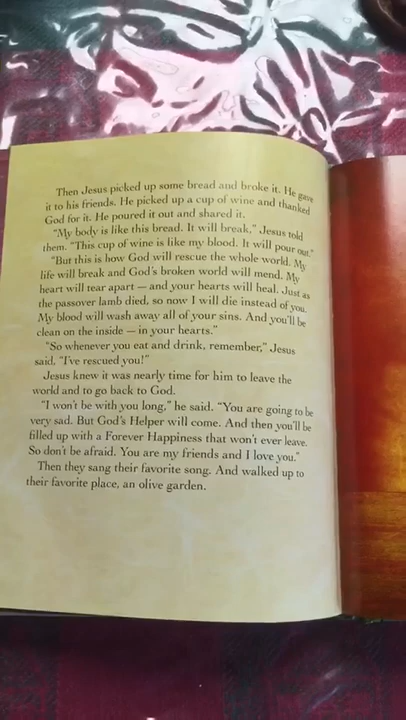 Then Jesus picked up some bread and broke it. He gave
it to his friends. He picked up a cup of wine and thanked
God for it. He poured it out and shared it.
"My body is like this bread. It will break," Jesus told
them. "This cup of wine is like my blood. It will pour out."
"But this is how God will rescue the whole world. My
life will break and God's broken world will mend. My
heart will tear apart — and your hearts will heal. Just as
the passover lamb died, so now I will die instead of you.
My blood will wash away all of your sins. And you'll be
clean on the inside — in your hearts."
"So whenever you eat and drink, remember," Jesus
said, "I've rescued you!"
Jesus knew it was nearly time for him to leave the
world and to go back to God.
"I won't be with you long," he said. "You are going to be
very sad. But God's Helper will come. And then you'll be
filled up with a Forever Happiness that won't ever leave.
So don't be afraid. You are my friends and I love you."
Then they sang their favorite song. And walked up to
their favorite place, an olive garden.